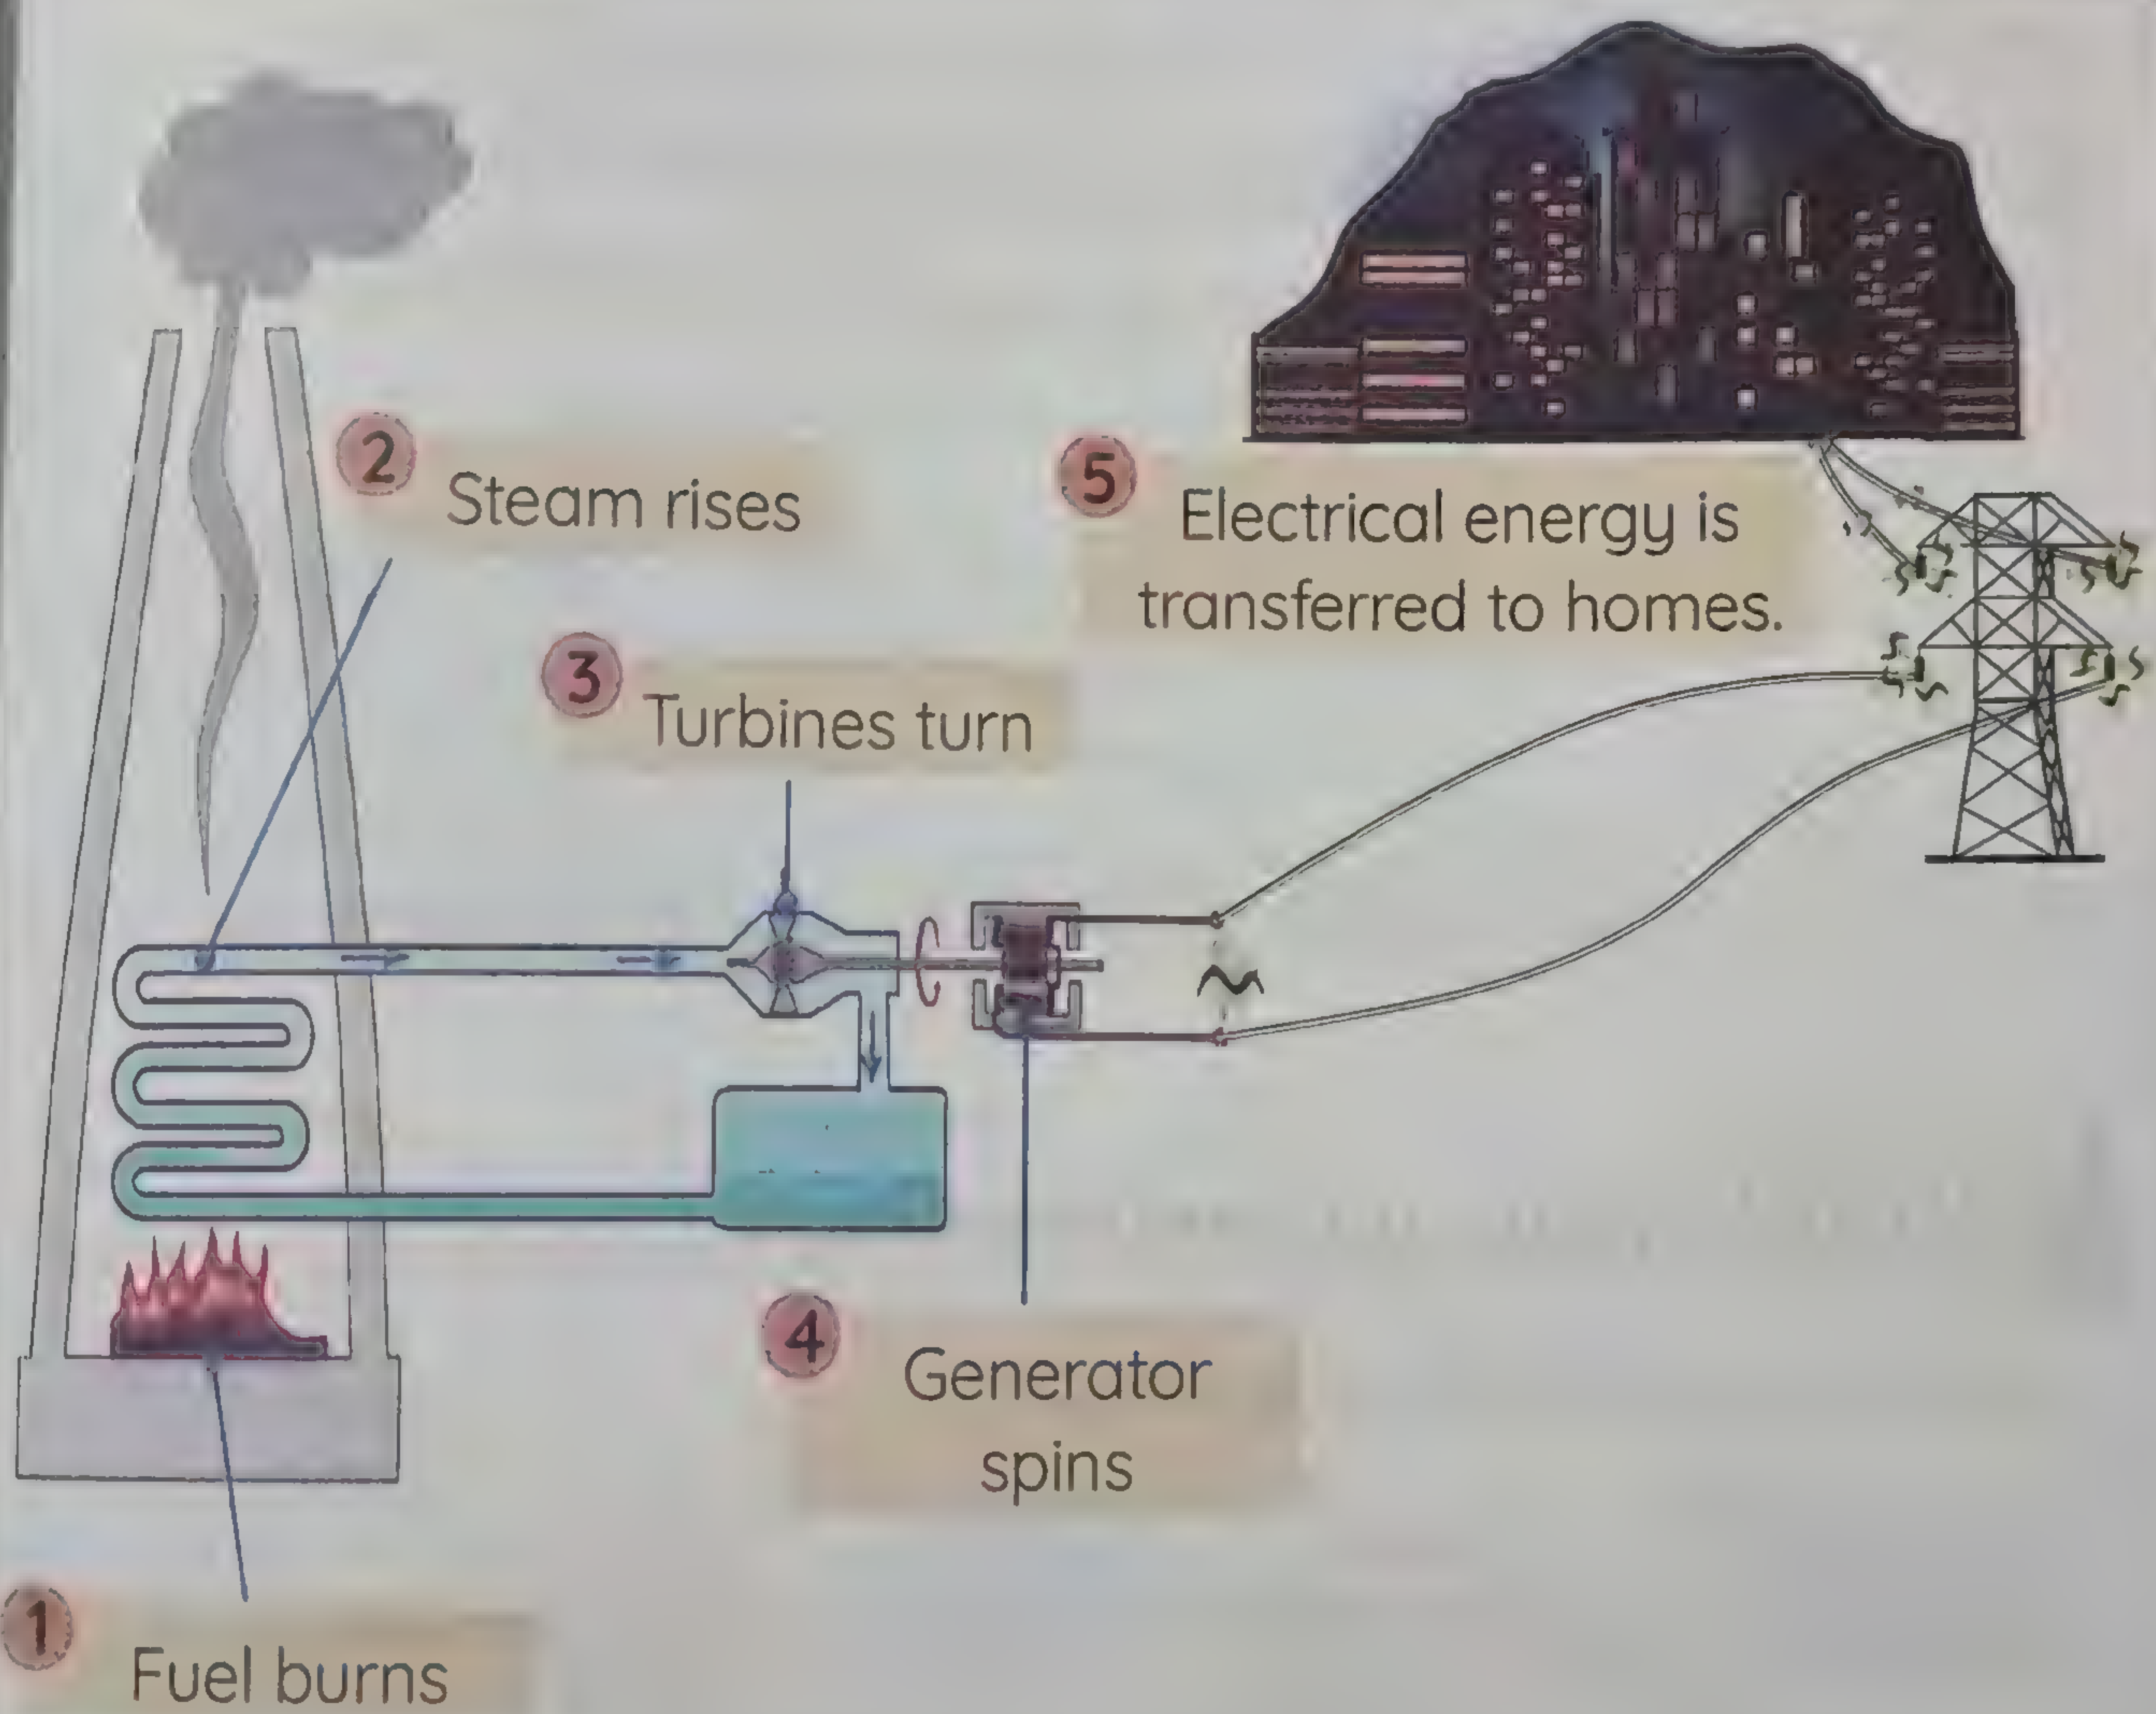 2
Steam rises
5
Electrical energy is
transferred to homes.
3
Turbines turn
4
Generator
spins
1
Fuel burns